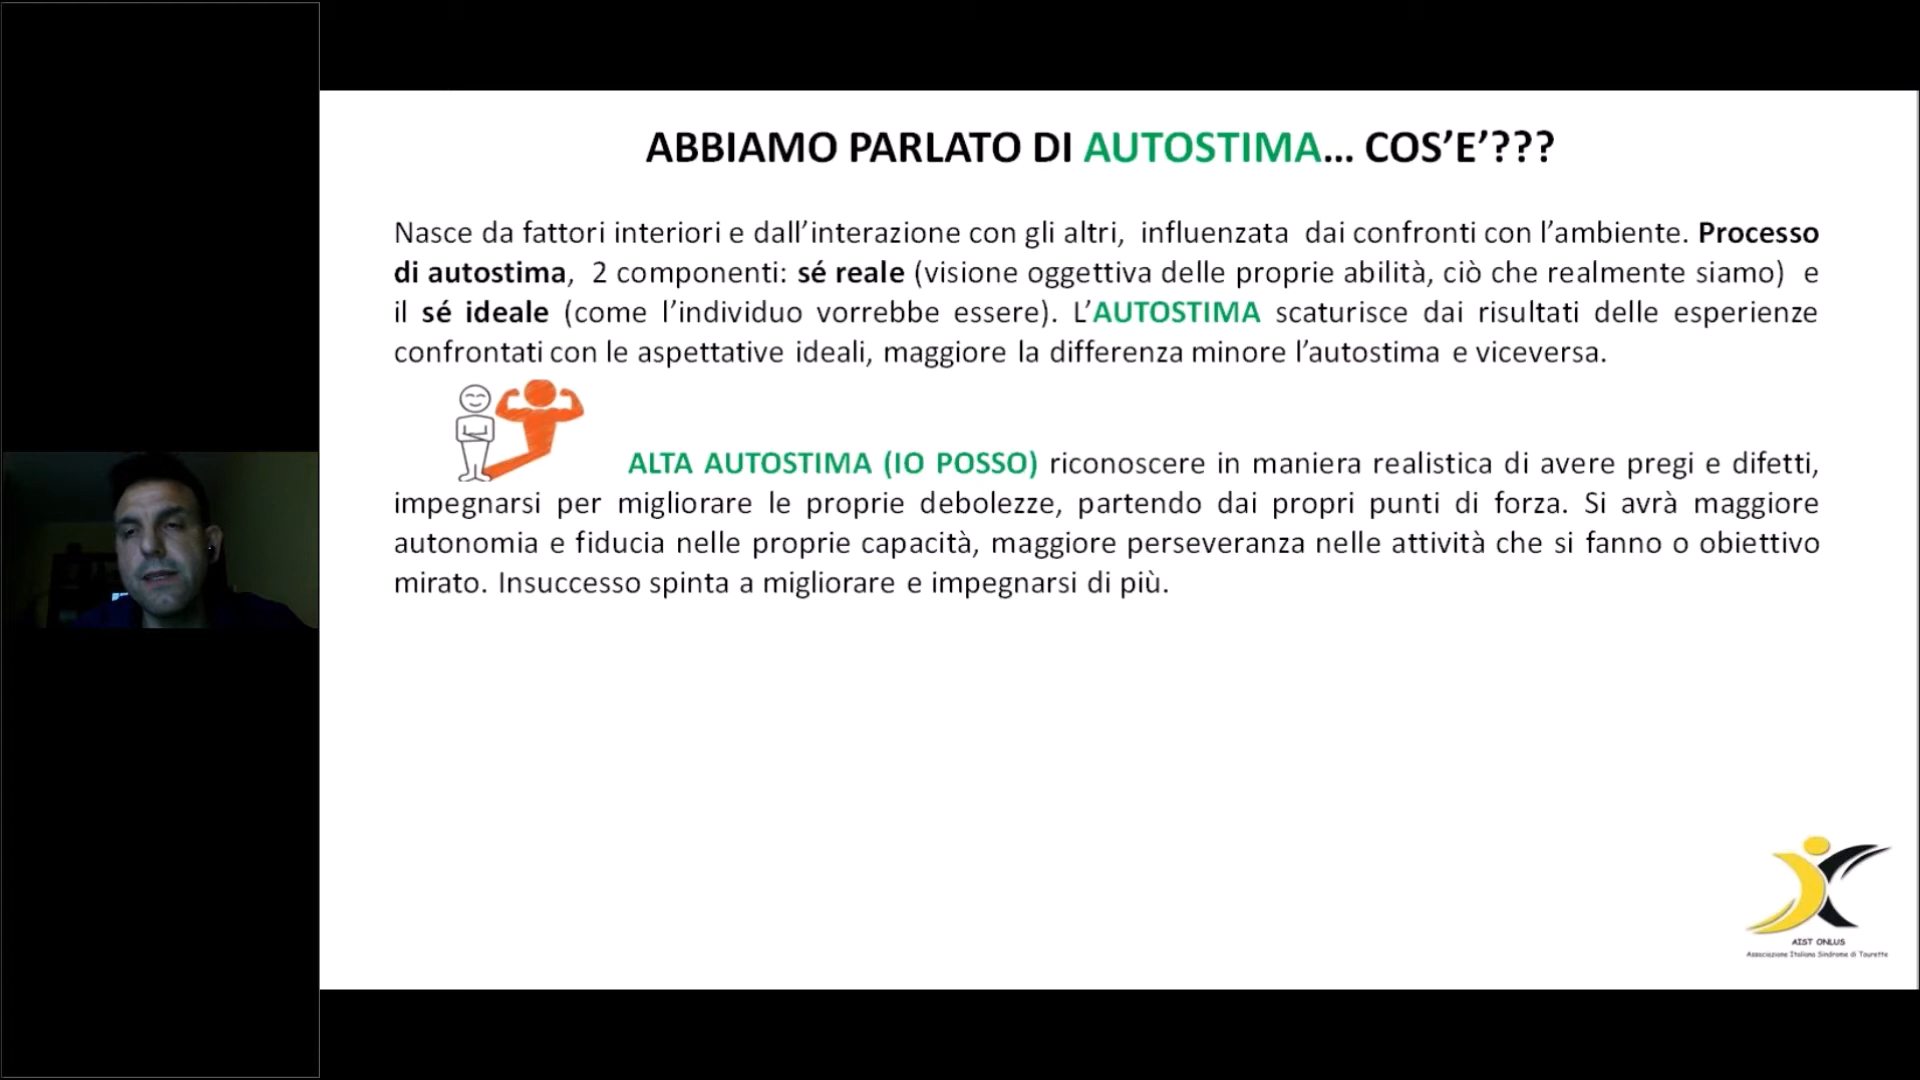 ABBIAMO PARLATO DI AUTOSTIMA... COS’E’???
Nasce da fattori interiori e dall’interazione con gli altri, influenzata dai confronti con l’ambiente. Processo
di autostima, 2 componenti: sé reale (visione oggettiva delle proprie abilità, ciò che realmente siamo) e
il sé ideale (come l’individuo vorrebbe essere). L’AUTOSTIMA scaturisce dai risultati delle esperienze
confrontati con le aspettative ideali, maggiore la differenza minore l’autostima e viceversa.
ALTA AUTOSTIMA (IO POSSO) riconoscere in maniera realistica di avere pregi e difetti,
impegnarsi per migliorare le proprie debolezze, partendo dai propri punti di forza. Si avrà maggiore
autonomia e fiducia nelle proprie capacità, maggiore perseveranza nelle attività che si fanno o obiettivo
mirato. Insuccesso spinta a migliorare e impegnarsi di più.
AIST ONLUS
Associazione Italiana Sindrome di Tourette